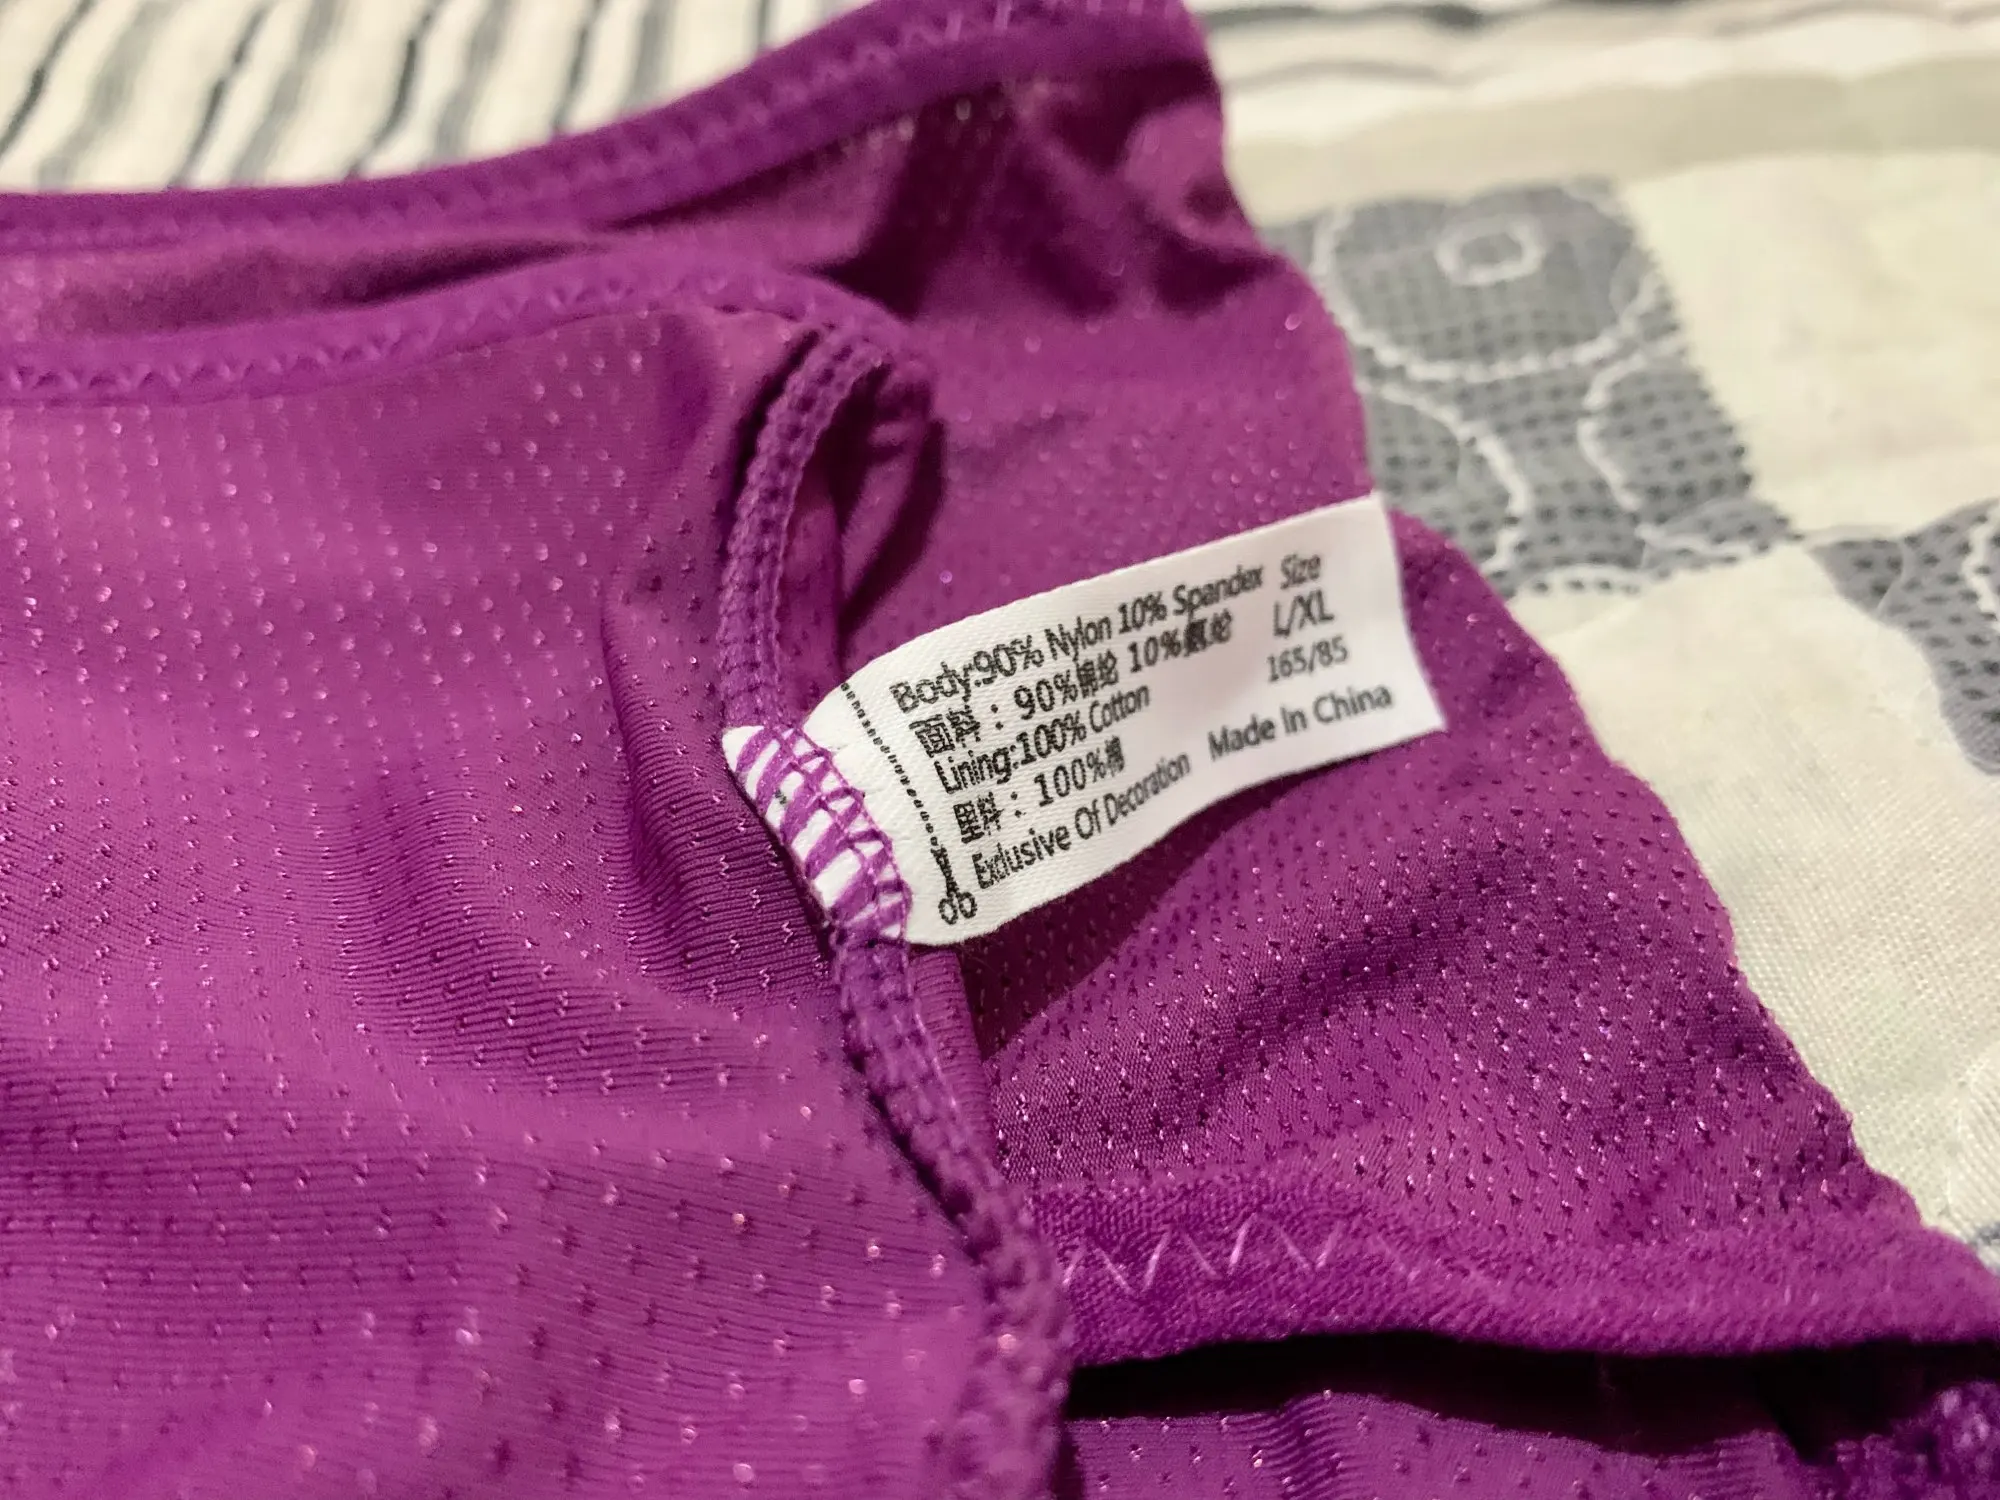 Body:90% Nylon 10% Spandex
面料：90%锦纶 10%氨纶
Lining:100% Cotton
里料：100%棉
Exclusive Of Decoration
Size
L/XL
165/85
Made In China